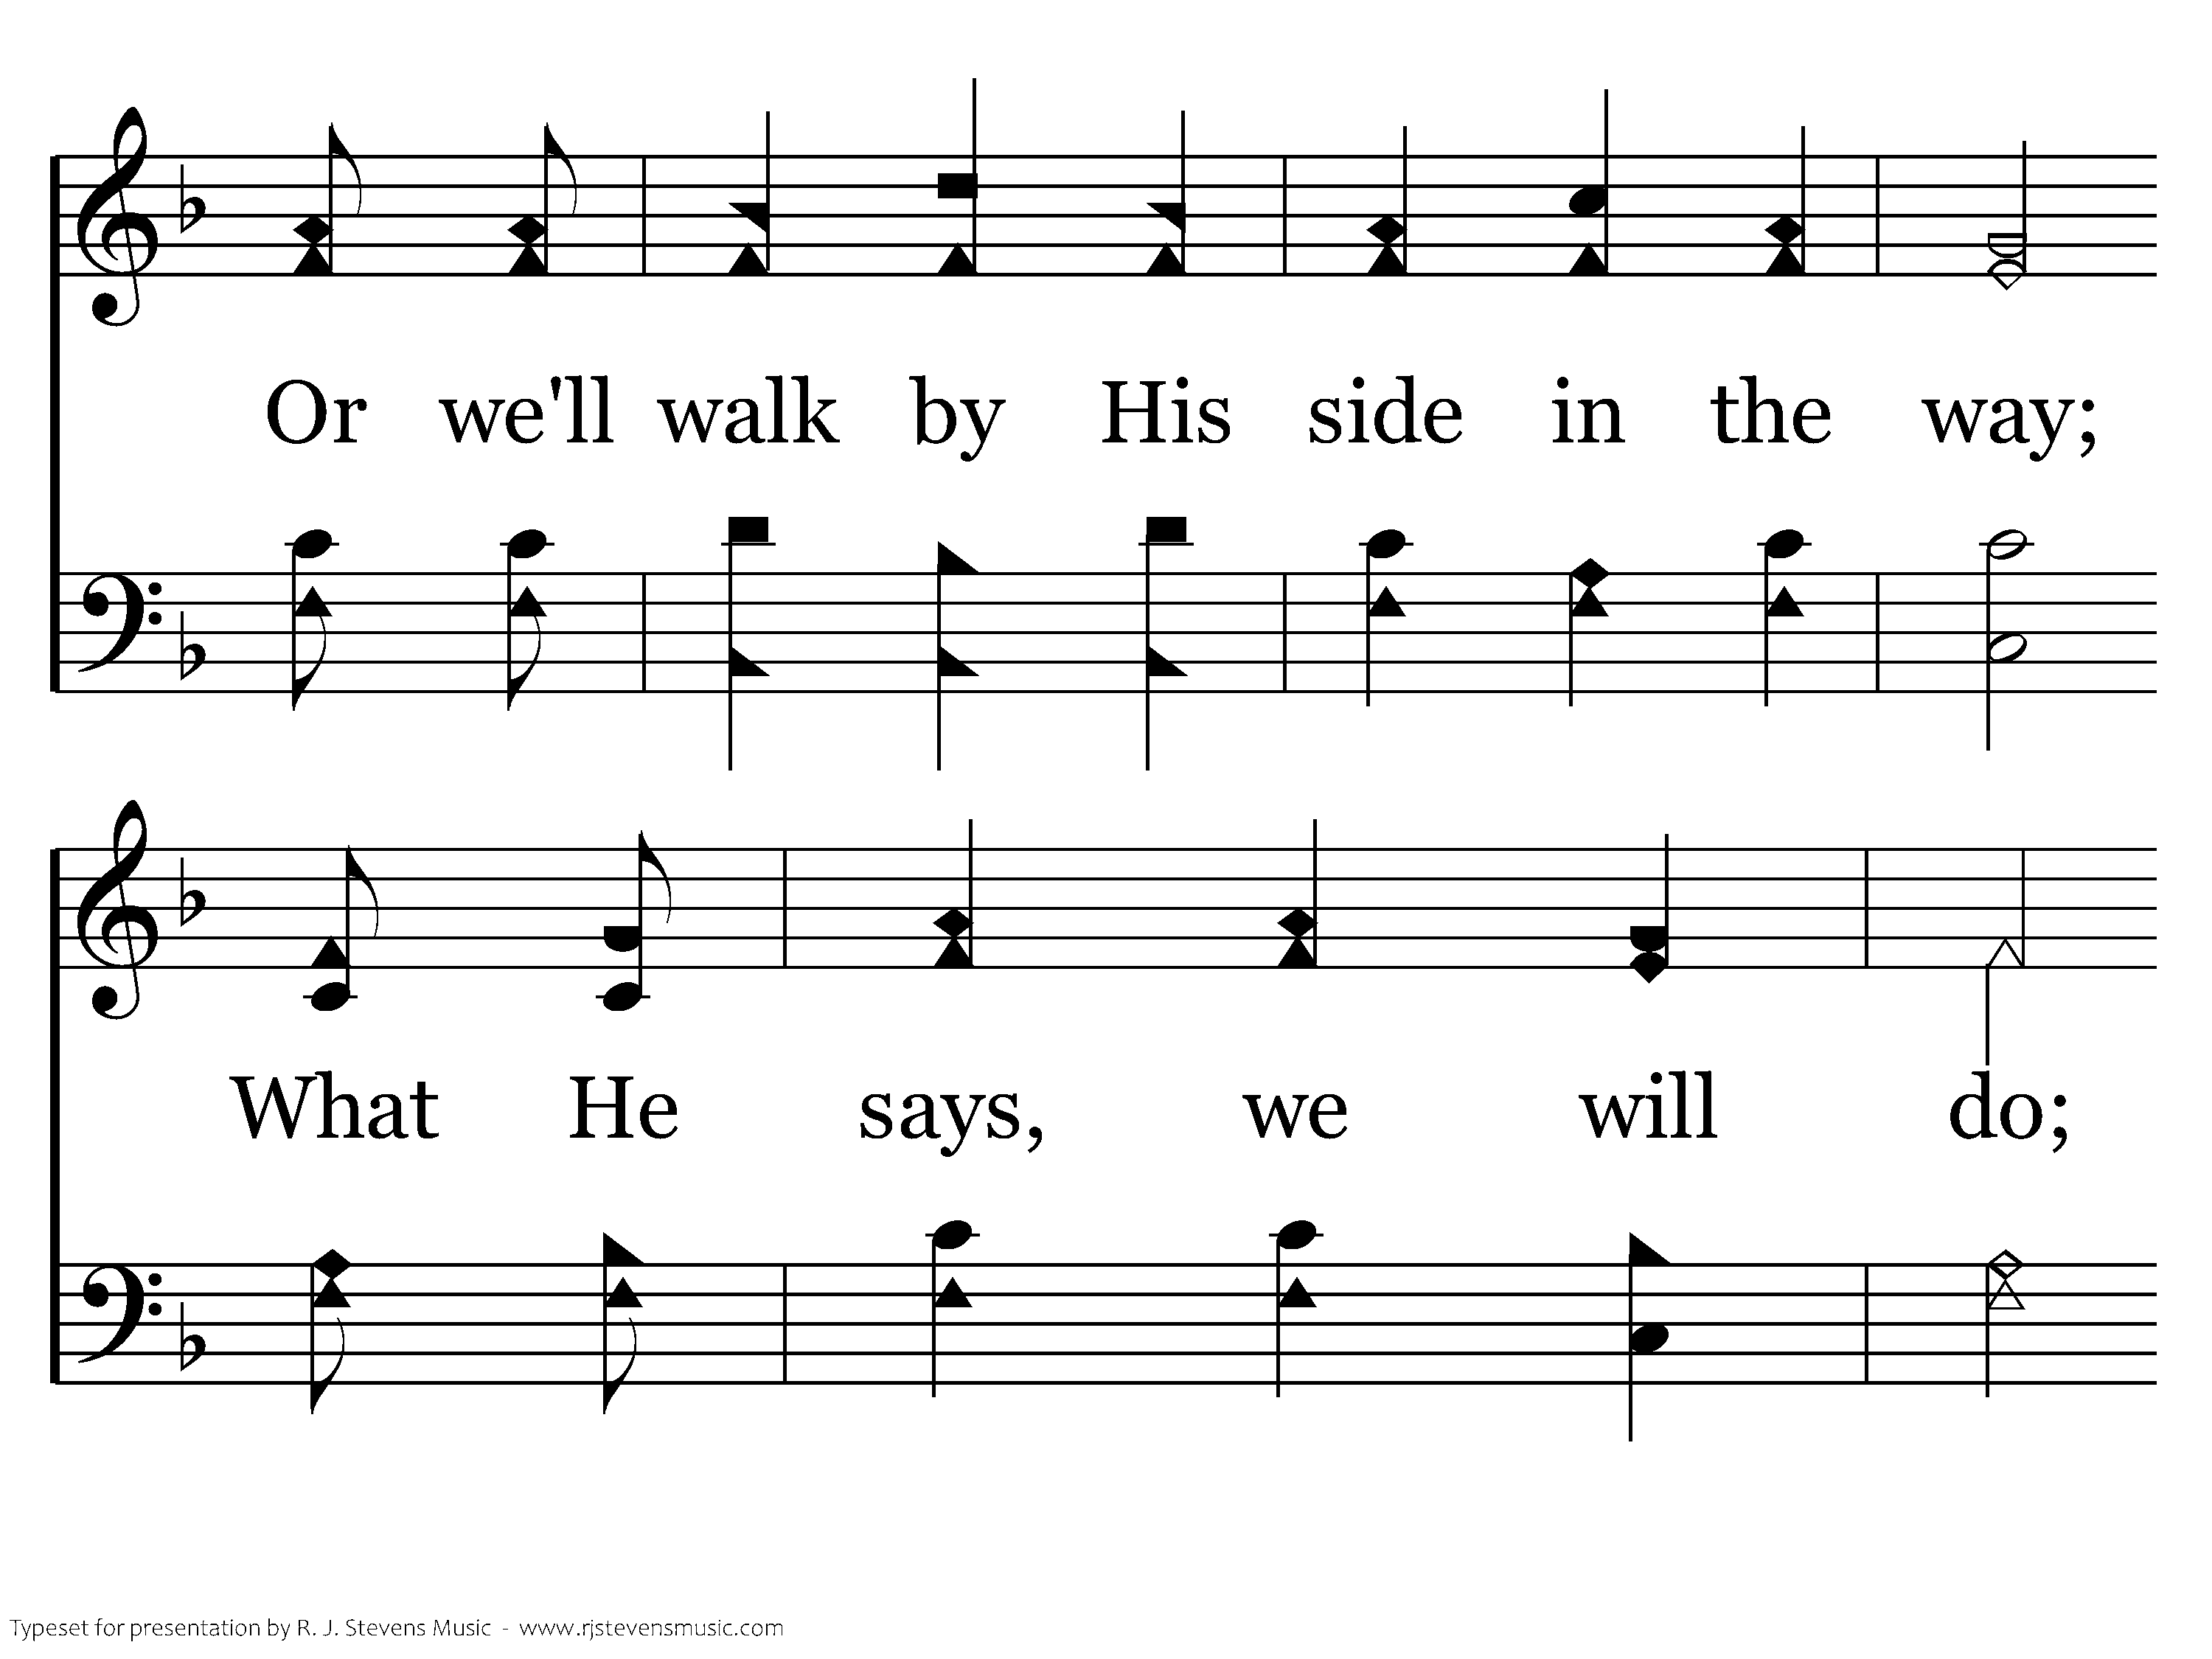 Or we'll walk by His side in the way;
What He says, we will do;
Typeset for presentation by R. J. Stevens Music - www.rjstevensmusic.com